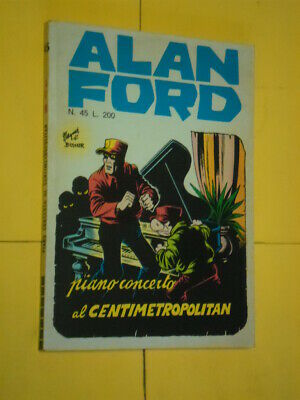 ALAN
FORD
N. 45 L. 200
piano concerto
al CENTIMETROPOLITAN